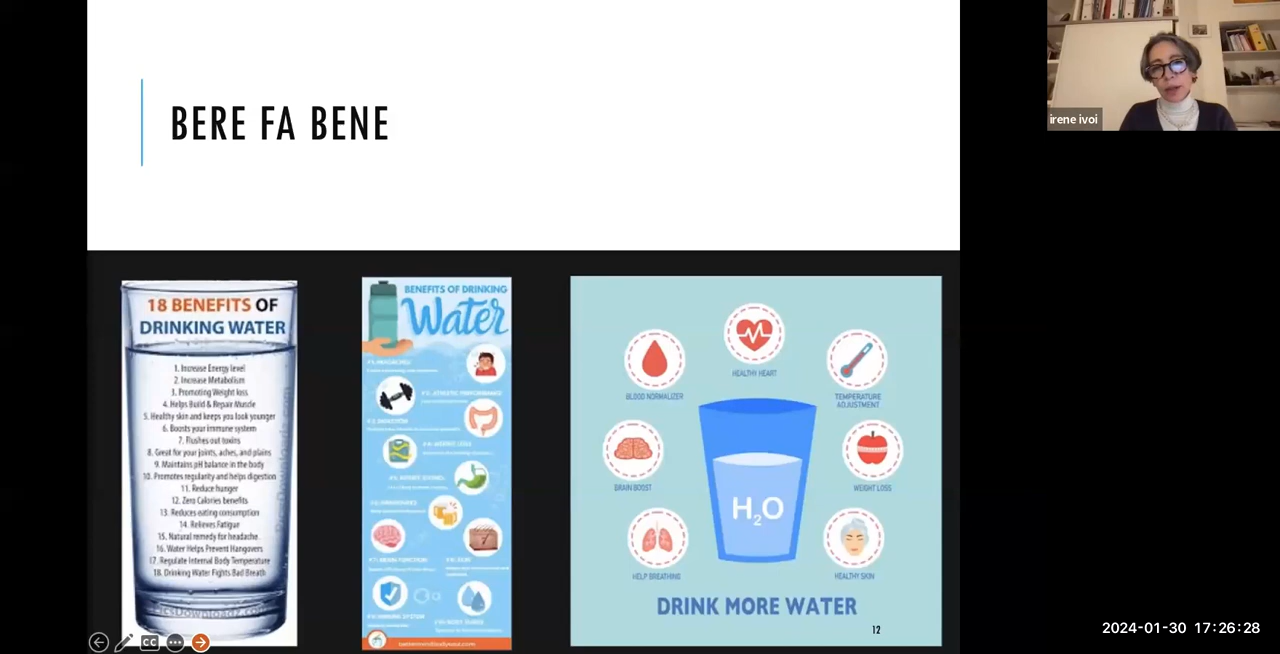 BERE FA BENE
irene ivoi
18 BENEFITS OF
DRINKING WATER
1. Increase Energy level
2. Increase Metabolism
3. Promoting Weight loss
4. Helps Build & Repair Muscle
5. Healthy skin and keeps you look younger
6. Boosts your immune system
7. Flushes out toxins
8. Great for your joints, aches, and plains
9. Maintains pH balance in the body
10. Promotes regularity and helps digestion
11. Reduce hunger
12. Zero Calories benefits
13. Reduces eating consumption
14. Relieves Fatigue
15. Natural remedy for headache.
16. Water Helps Prevent Hangovers
17. Regulate Internal Body Temperature
18. Drinking Water Fights Bad Breath
BENEFITS OF DRINKING
Water
HEALTHY HEART
BLOOD NORMALIZER
TEMPERATURE
ADJUSTMENT
BRAIN BOOST
WEIGHT LOSS
H2O
HELP BREATHING
HEALTHY SKIN
DRINK MORE WATER
12
CC
2024-01-30 17:26:28